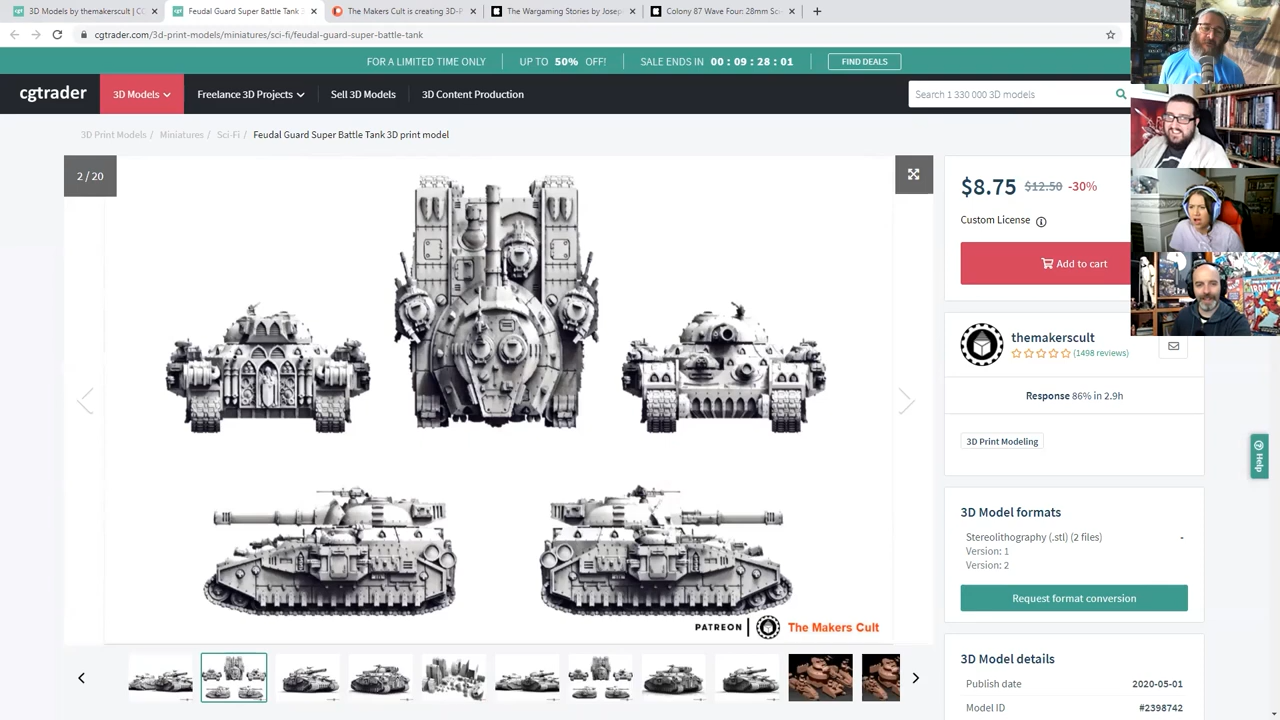 3D Models by themakerscult | CG
Feudal Guard Super Battle Tank 3
The Makers Cult is creating 3D-P
The Wargaming Stories by Josep
Colony 87 Wave Four: 28mm Sci-
cgtrader.com/3d-print-models/miniatures/sci-fi/feudal-guard-super-battle-tank
FOR A LIMITED TIME ONLY UP TO 50% OFF! SALE ENDS IN 00 : 09 : 28 : 01 FIND DEALS
cgtrader 3D Models Freelance 3D Projects Sell 3D Models 3D Content Production Search 1 330 000 3D models
3D Print Models / Miniatures / Sci-Fi / Feudal Guard Super Battle Tank 3D print model
2 / 20
$8.75 $12.50 -30%
Custom License
Add to cart
themakerscult
(1498 reviews)
Response 86% in 2.9h
3D Print Modeling
Help
3D Model formats
Stereolithography (.stl) (2 files) -
Version: 1
Version: 2
Request format conversion
PATREON | The Makers Cult
3D Model details
Publish date 2020-05-01
Model ID #2398742